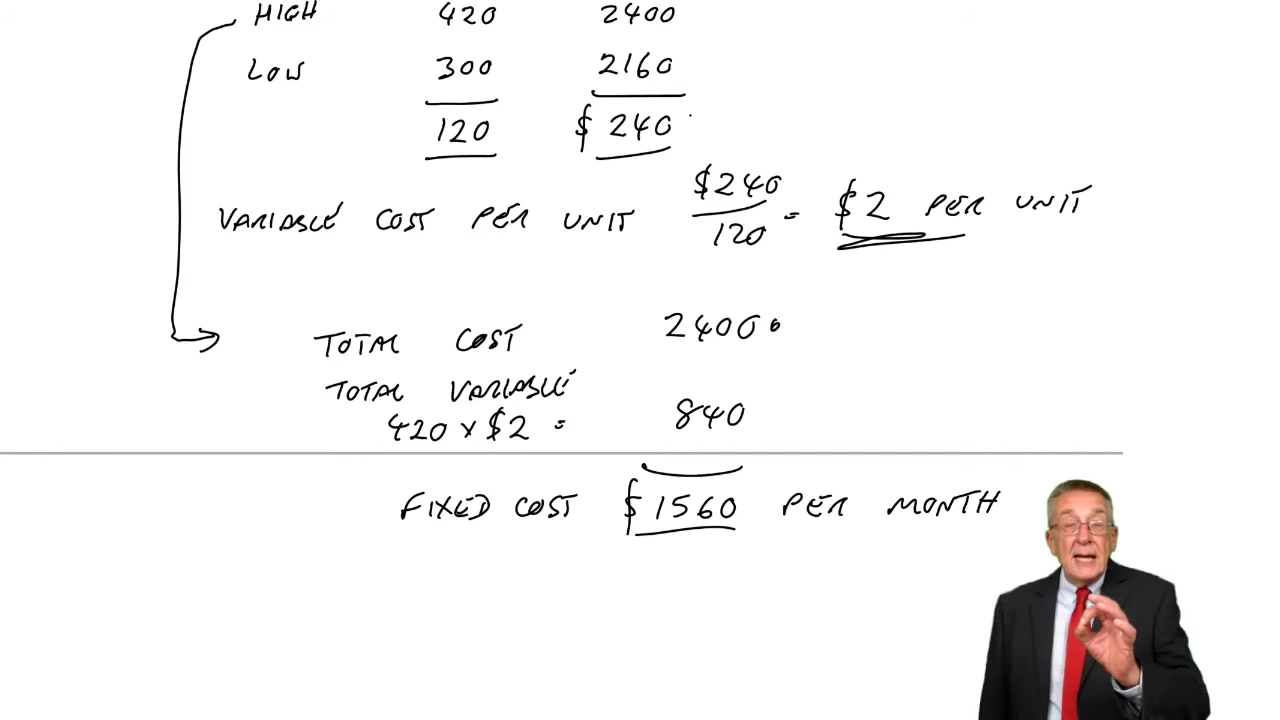 HIGH 420 2400
LOW 300 2160
120 $ 240
VARIABLE COST PER UNIT $240 / 120 = $2 PER UNIT
TOTAL COST 2400
TOTAL VARIABLE
420 x $2 = 840
FIXED COST $1560 PER MONTH